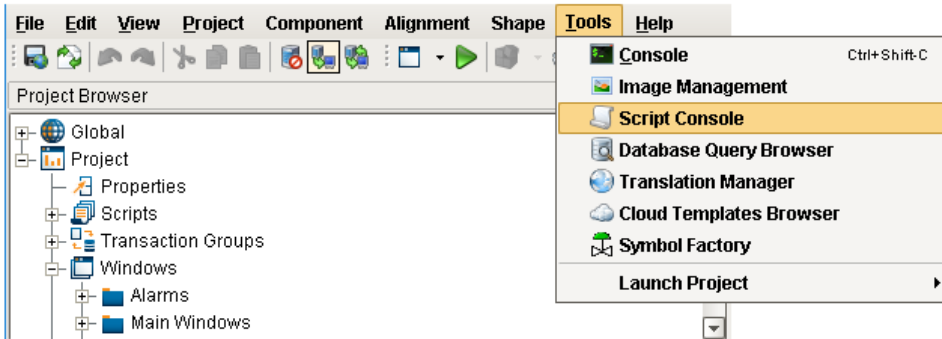 File Edit View Project Component Alignment Shape Tools Help
Console Ctrl+Shift-C
Image Management
Project Browser
Script Console
Global
Database Query Browser
Project
Translation Manager
Properties
Scripts
Cloud Templates Browser
Transaction Groups
Symbol Factory
Windows
Launch Project
Alarms
Main Windows